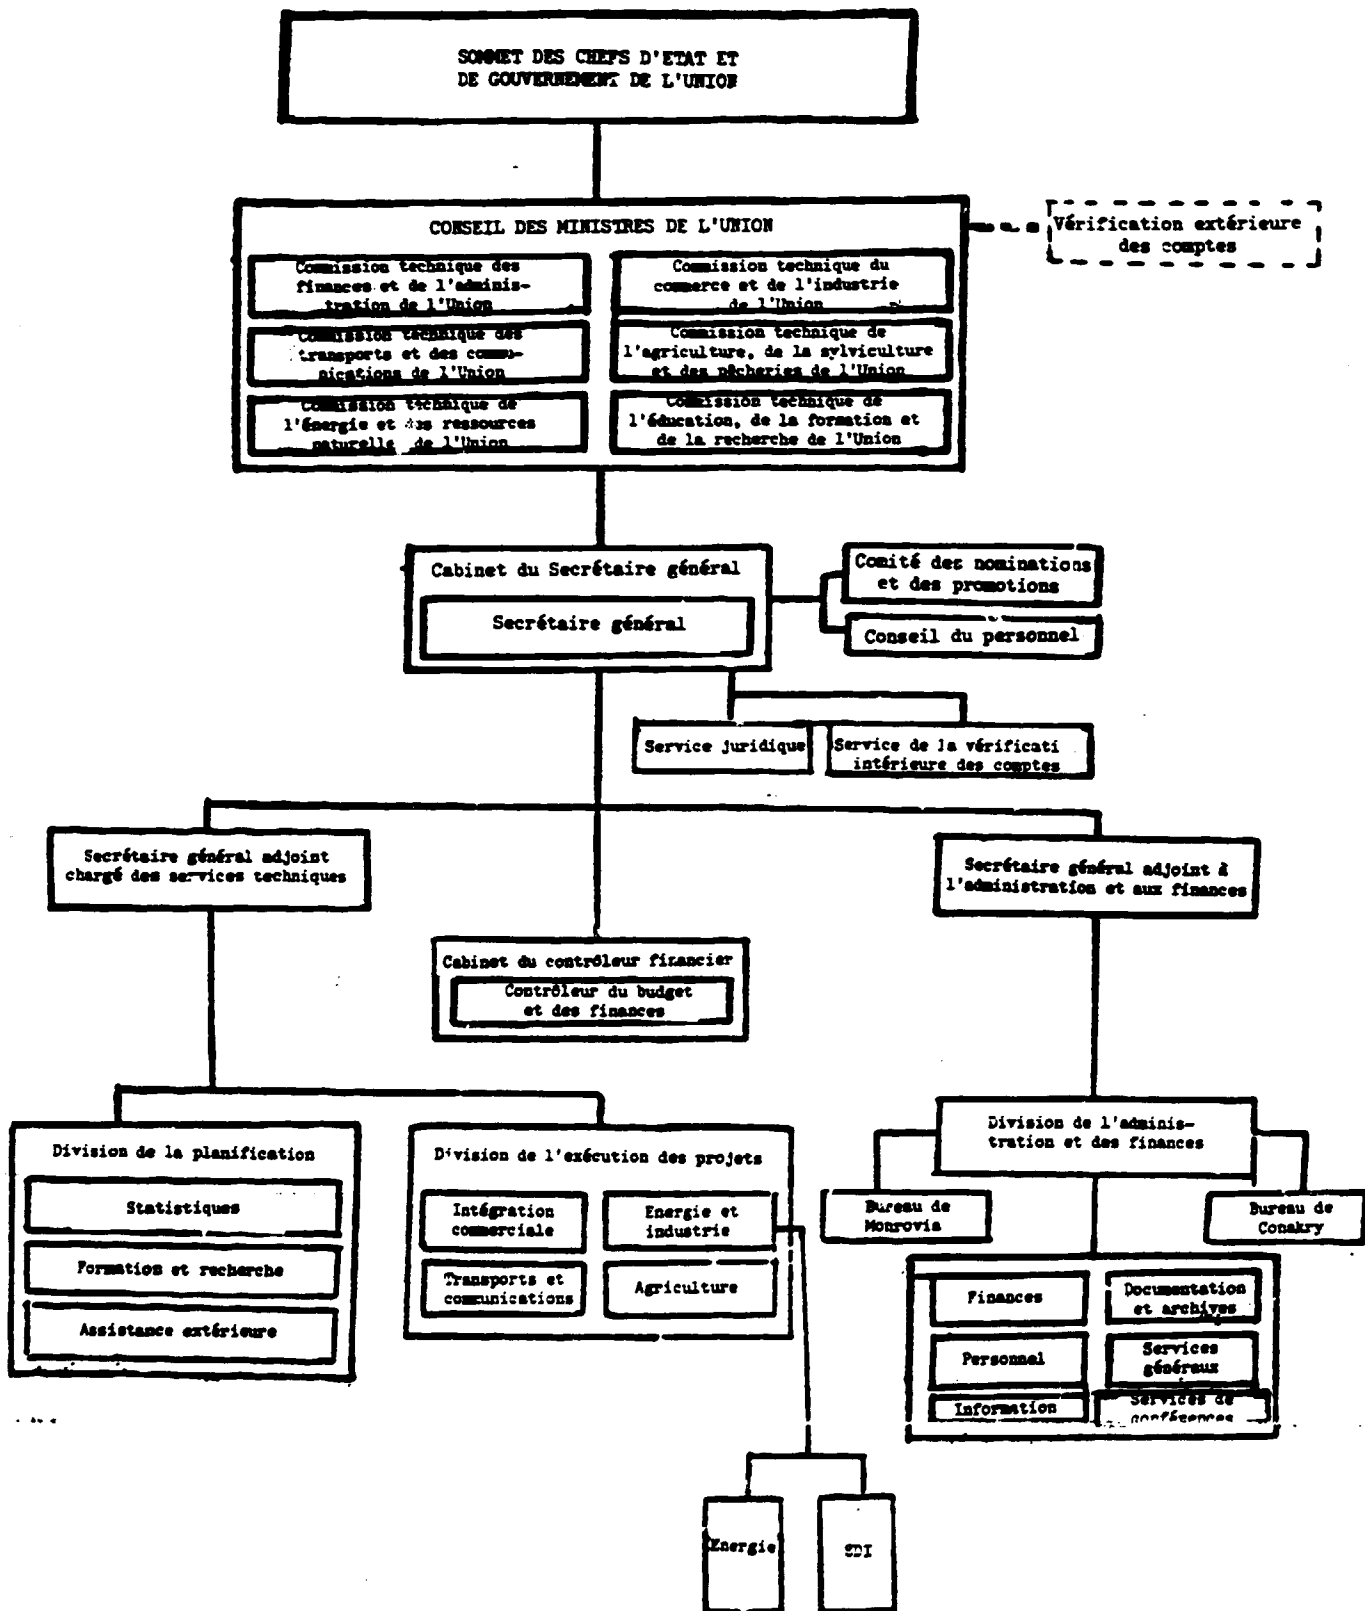 SOMMET DES CHEFS D'ETAT ET
DE GOUVERNEMENT DE L'UNION
CONSEIL DES MINISTRES DE L'UNION
Vérification extérieure
des comptes
Commission technique des
finances et de l'adminis-
tration de l'Union
Commission technique du
commerce et de l'industrie
de l'Union
Commission technique des
transports et des commu-
nications de l'Union
Commission technique de
l'agriculture, de la sylviculture
et des pêcheries de l'Union
Commission technique de
l'énergie et des ressources
naturelle de l'Union
Commission technique de
l'éducation, de la formation et
de la recherche de l'Union
Cabinet du Secrétaire général
Secrétaire général
Comité des nominations
et des promotions
Conseil du personnel
Service juridique
Service de la vérificati
intérieure des comptes
Secrétaire général adjoint
chargé des services techniques
Secrétaire général adjoint à
l'administration et aux finances
Cabinet du contrôleur financier
Contrôleur du budget
et des finances
Division de la planification
Statistiques
Formation et recherche
Assistance extérieure
Division de l'exécution des projets
Intégration
commerciale
Energie et
industrie
Transports et
communications
Agriculture
Division de l'adminis-
tration et des finances
Bureau de
Monrovia
Bureau de
Conakry
Finances
Documentation
et archives
Personnel
Services
généraux
Information
Services de
conférences
Energie
SDI